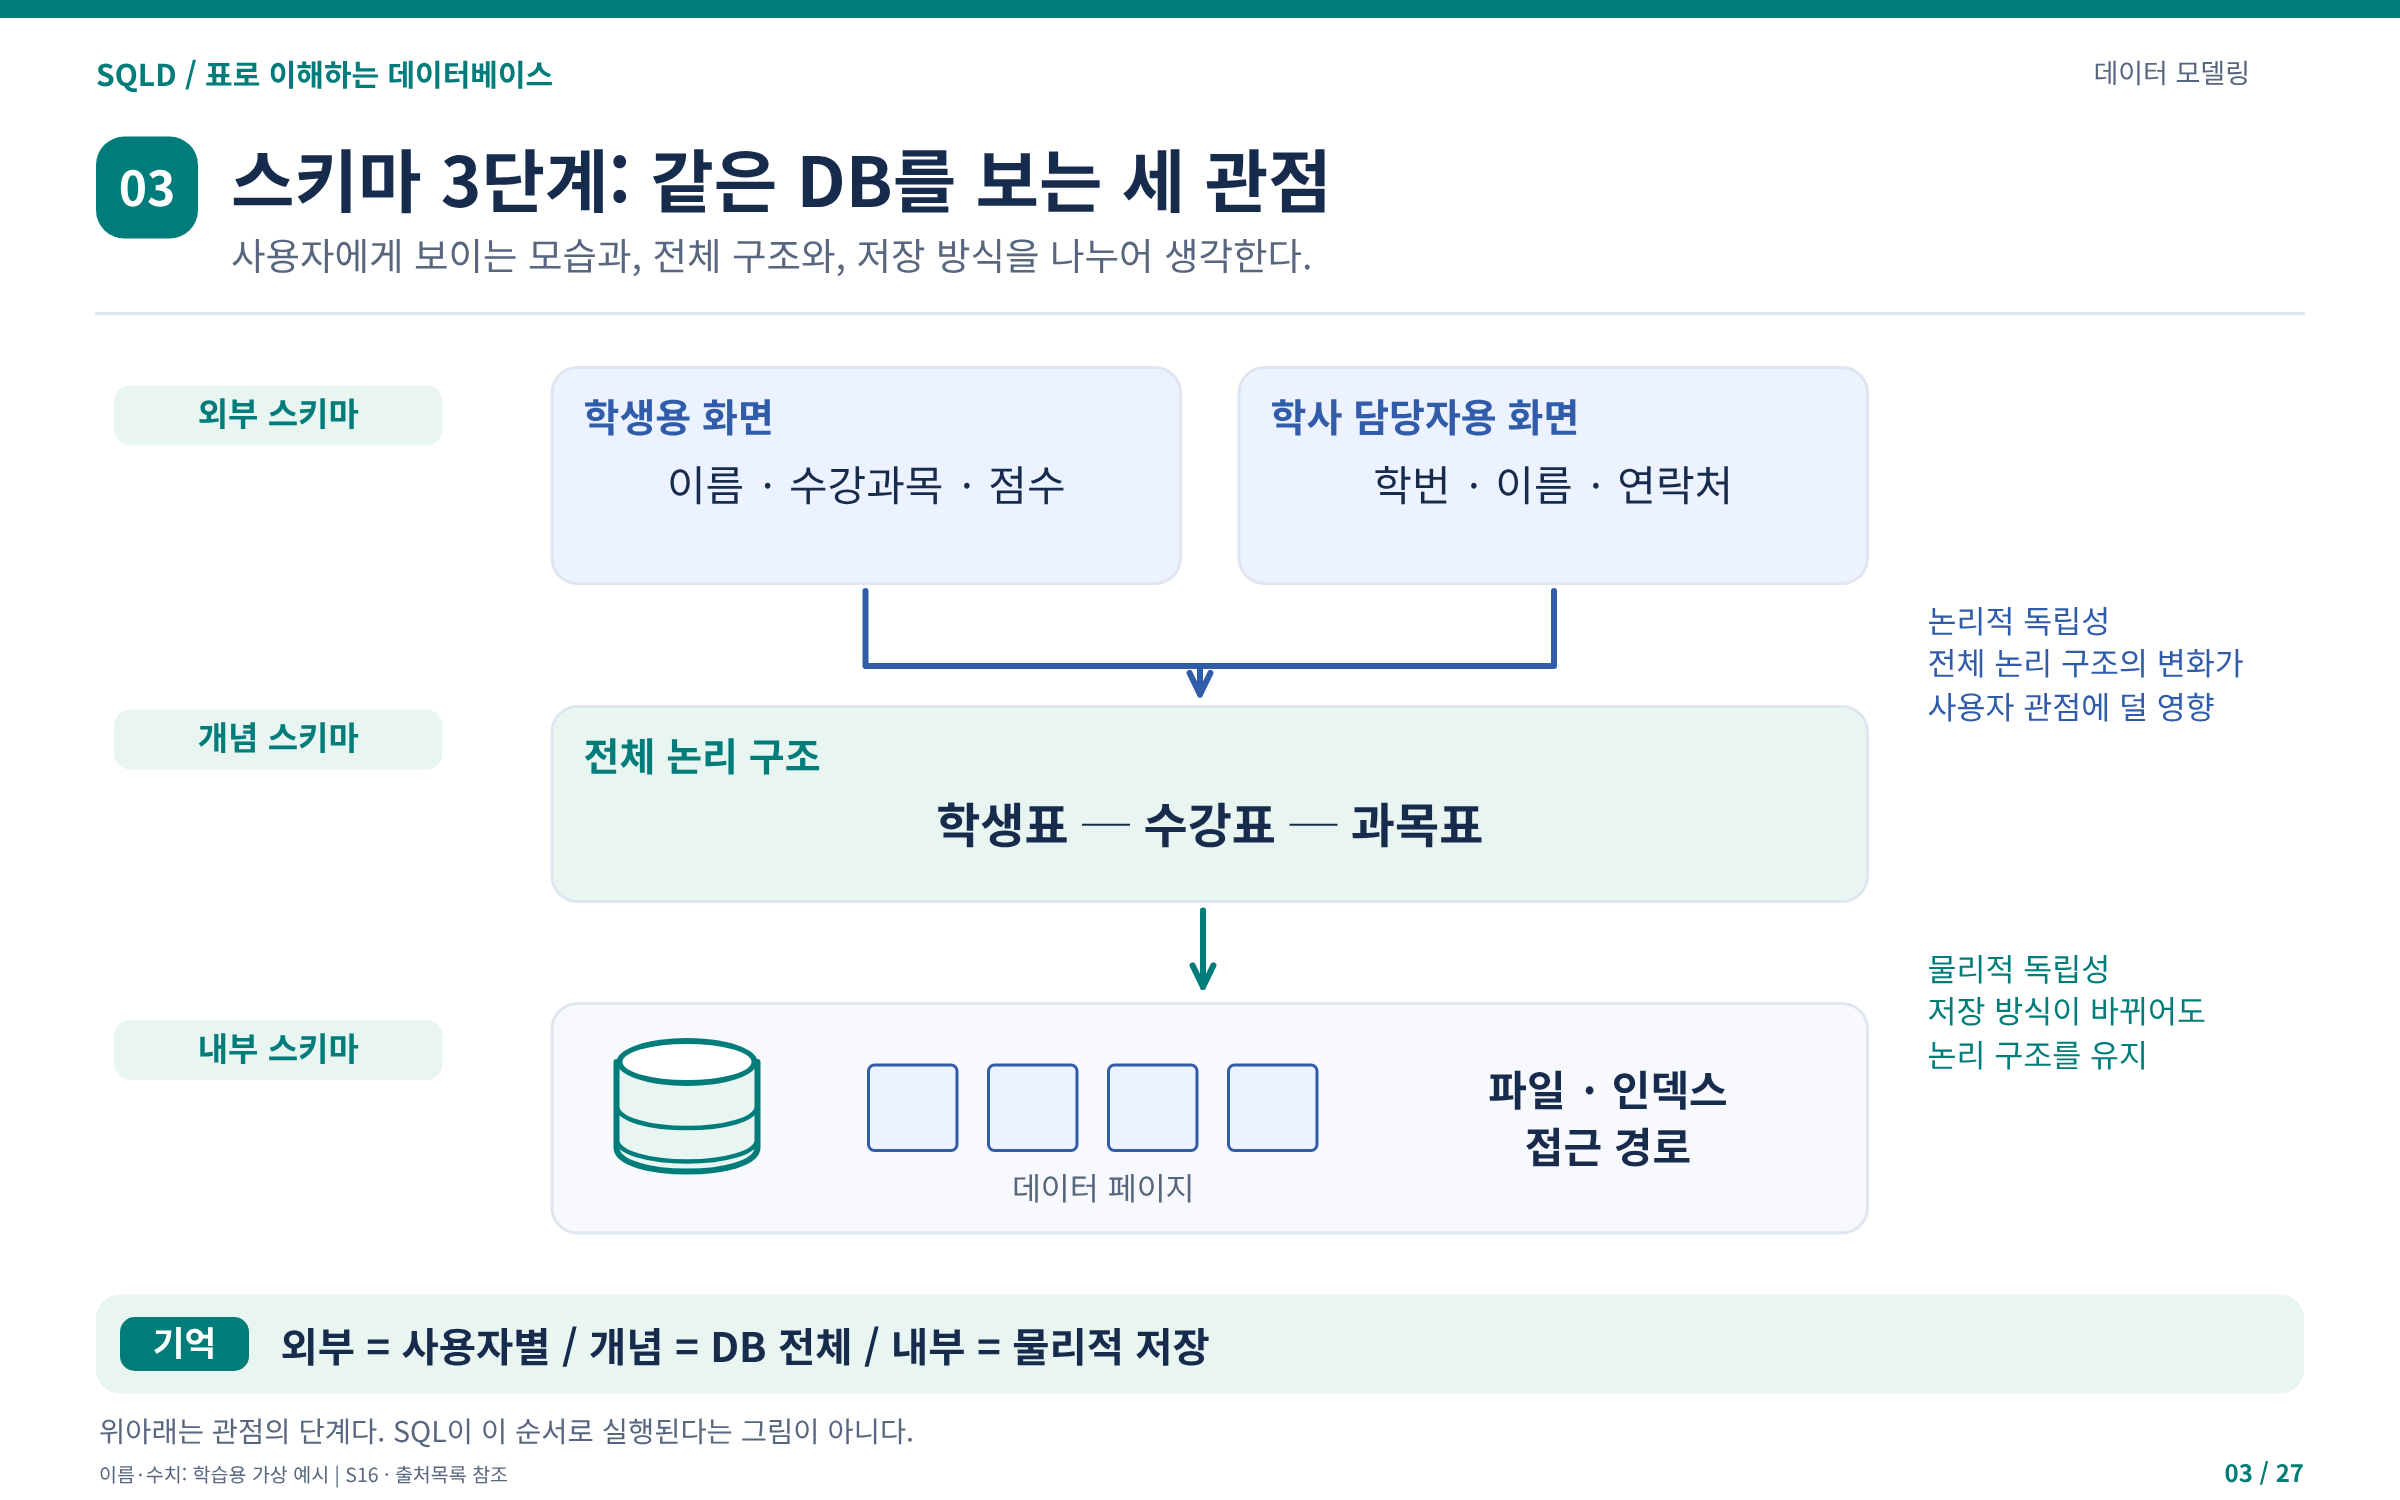 SQLD / 표로 이해하는 데이터베이스
데이터 모델링
03
스키마 3단계: 같은 DB를 보는 세 관점
사용자에게 보이는 모습과, 전체 구조와, 저장 방식을 나누어 생각한다.
외부 스키마
학생용 화면
이름 · 수강과목 · 점수
학사 담당자용 화면
학번 · 이름 · 연락처
논리적 독립성
전체 논리 구조의 변화가
사용자 관점에 덜 영향
개념 스키마
전체 논리 구조
학생표 — 수강표 — 과목표
물리적 독립성
저장 방식이 바뀌어도
논리 구조를 유지
내부 스키마
데이터 페이지
파일 · 인덱스
접근 경로
기억
외부 = 사용자별 / 개념 = DB 전체 / 내부 = 물리적 저장
위아래는 관점의 단계다. SQL이 이 순서로 실행된다는 그림이 아니다.
이름·수치: 학습용 가상 예시 | S16 · 출처목록 참조
03 / 27